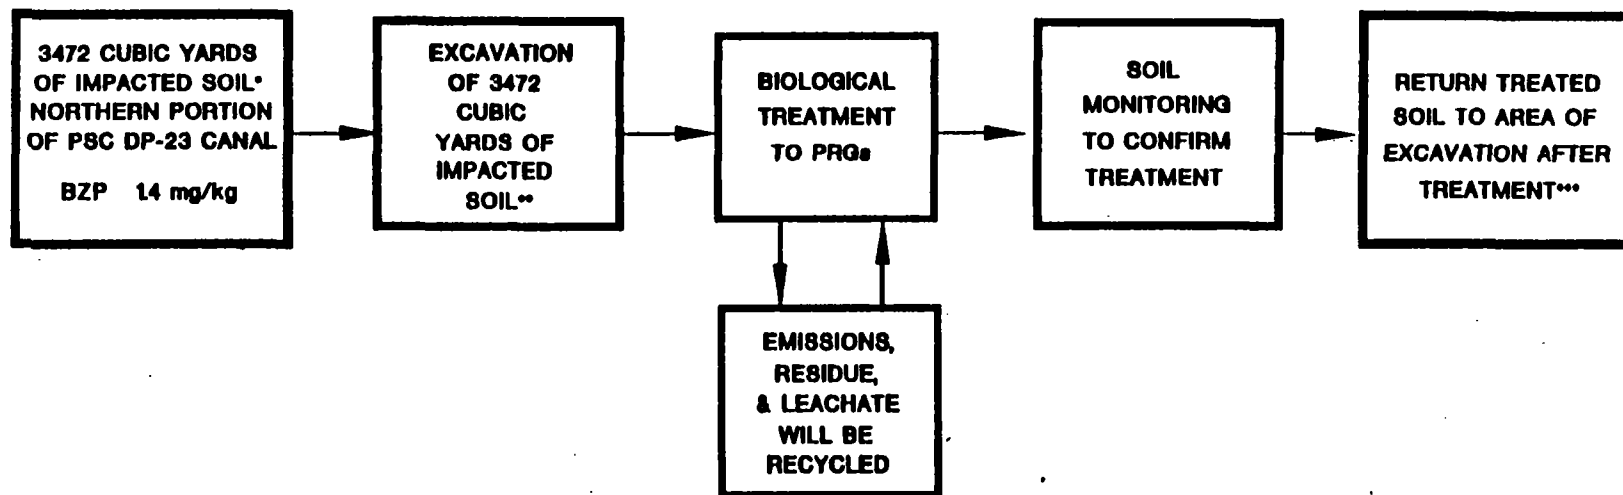 3472 CUBIC YARDS
OF IMPACTED SOIL*
NORTHERN PORTION
OF PSC DP-23 CANAL
BZP 1.4 mg/kg
EXCAVATION
OF 3472
CUBIC
YARDS OF
IMPACTED
SOIL**
BIOLOGICAL
TREATMENT
TO PRGs
SOIL
MONITORING
TO CONFIRM
TREATMENT
RETURN TREATED
SOIL TO AREA OF
EXCAVATION AFTER
TREATMENT***
EMISSIONS,
RESIDUE,
& LEACHATE
WILL BE
RECYCLED